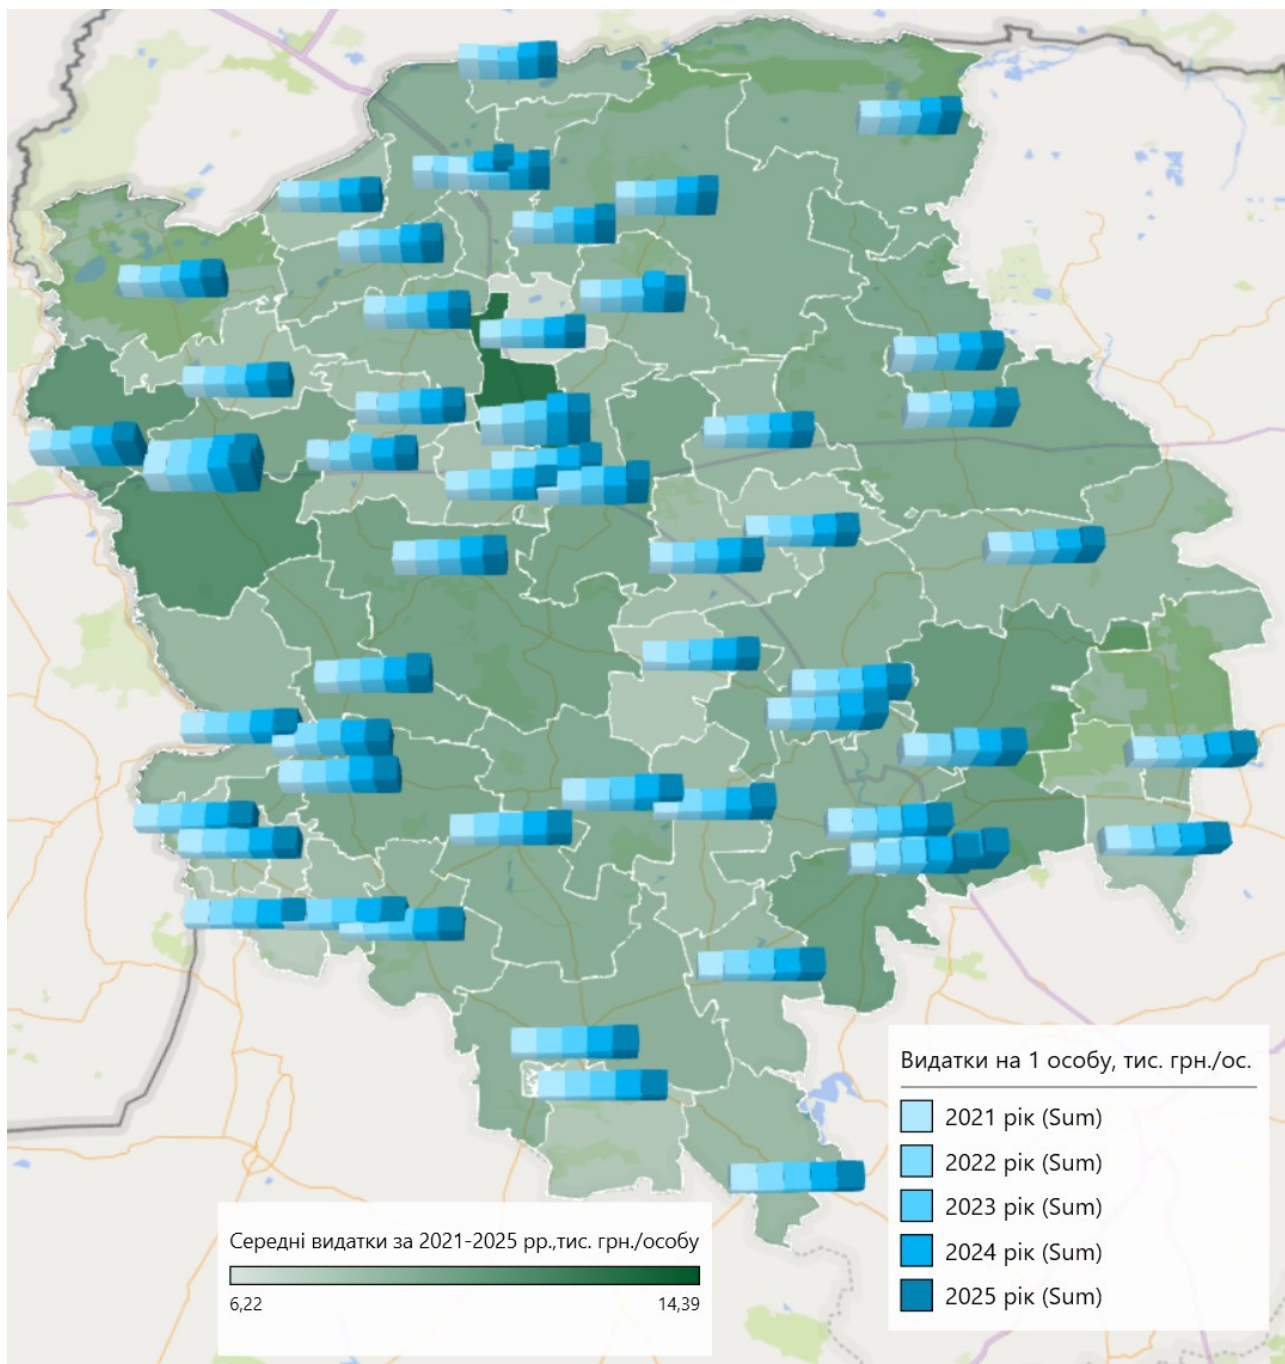 Видатки на 1 особу, тис. грн./ос.
2021 рік (Sum)
2022 рік (Sum)
2023 рік (Sum)
2024 рік (Sum)
2025 рік (Sum)
Середні видатки за 2021-2025 рр.,тис. грн./особу
6,22 14,39